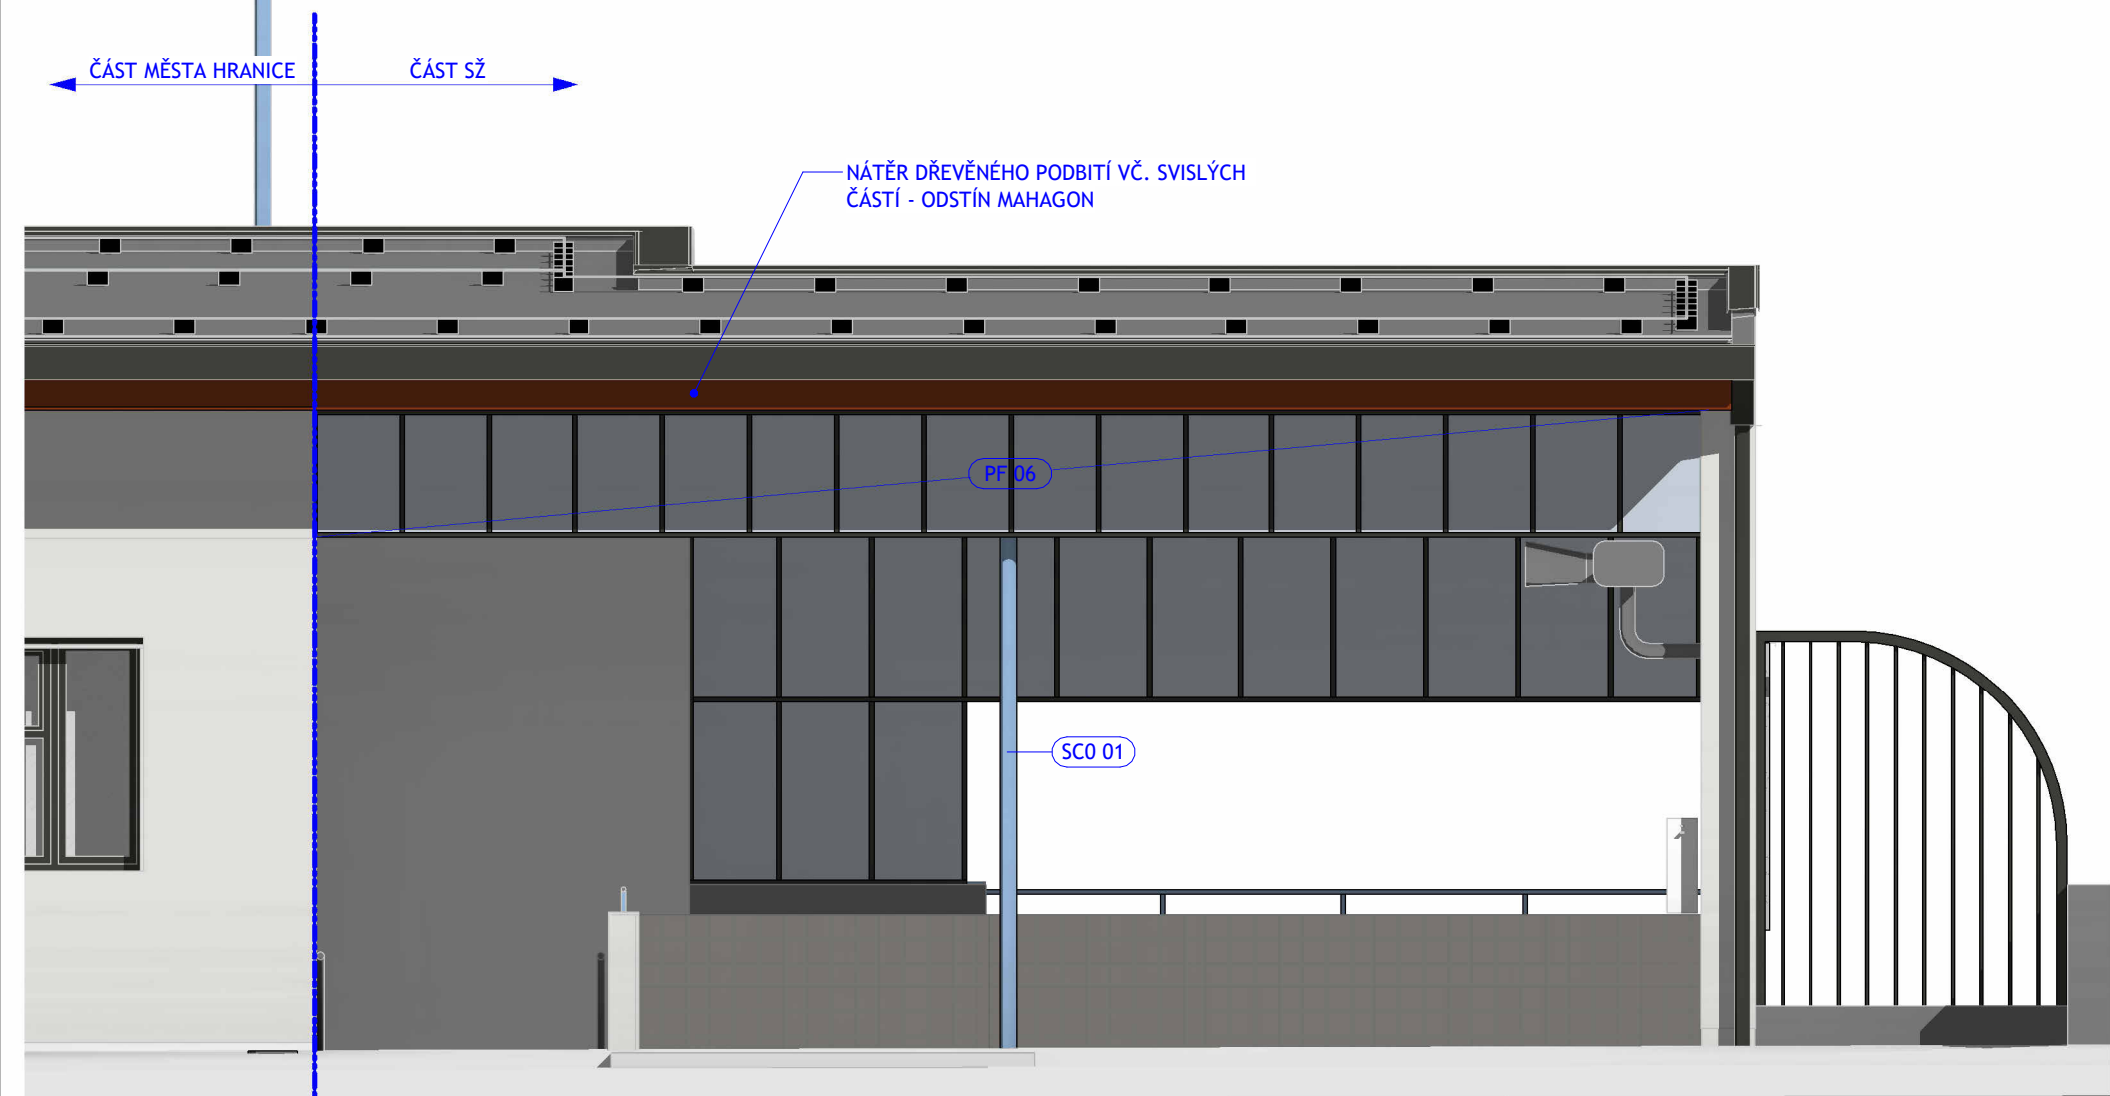 ČÁST MĚSTA HRANICE
ČÁST SŽ
NÁTĚR DŘEVĚNÉHO PODBITÍ VČ. SVISLÝCH
ČÁSTÍ - ODSTÍN MAHAGON
PF 06
SC0 01